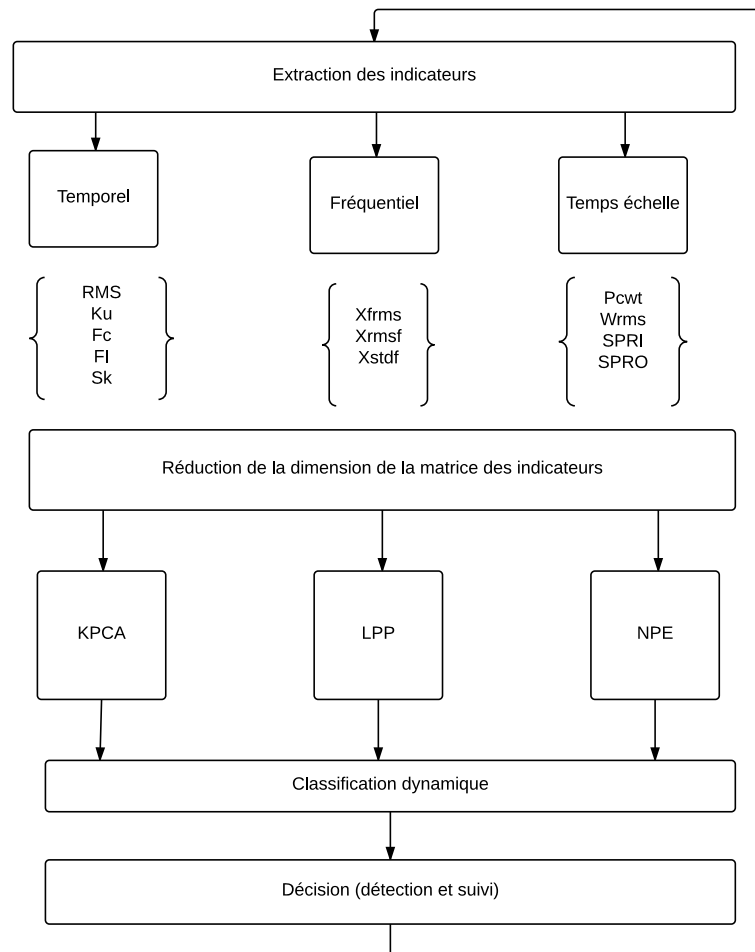 Extraction des indicateurs
Temporel
Fréquentiel
Temps échelle
RMS
Ku
Fc
FI
Sk
Xfrms
Xrmsf
Xstdf
Pcwt
Wrms
SPRI
SPRO
Réduction de la dimension de la matrice des indicateurs
KPCA
LPP
NPE
Classification dynamique
Décision (détection et suivi)